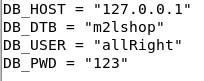 DB_HOST = "127.0.0.1"
DB_DTB = "m2lshop"
DB_USER = "allRight"
DB_PWD = "123"